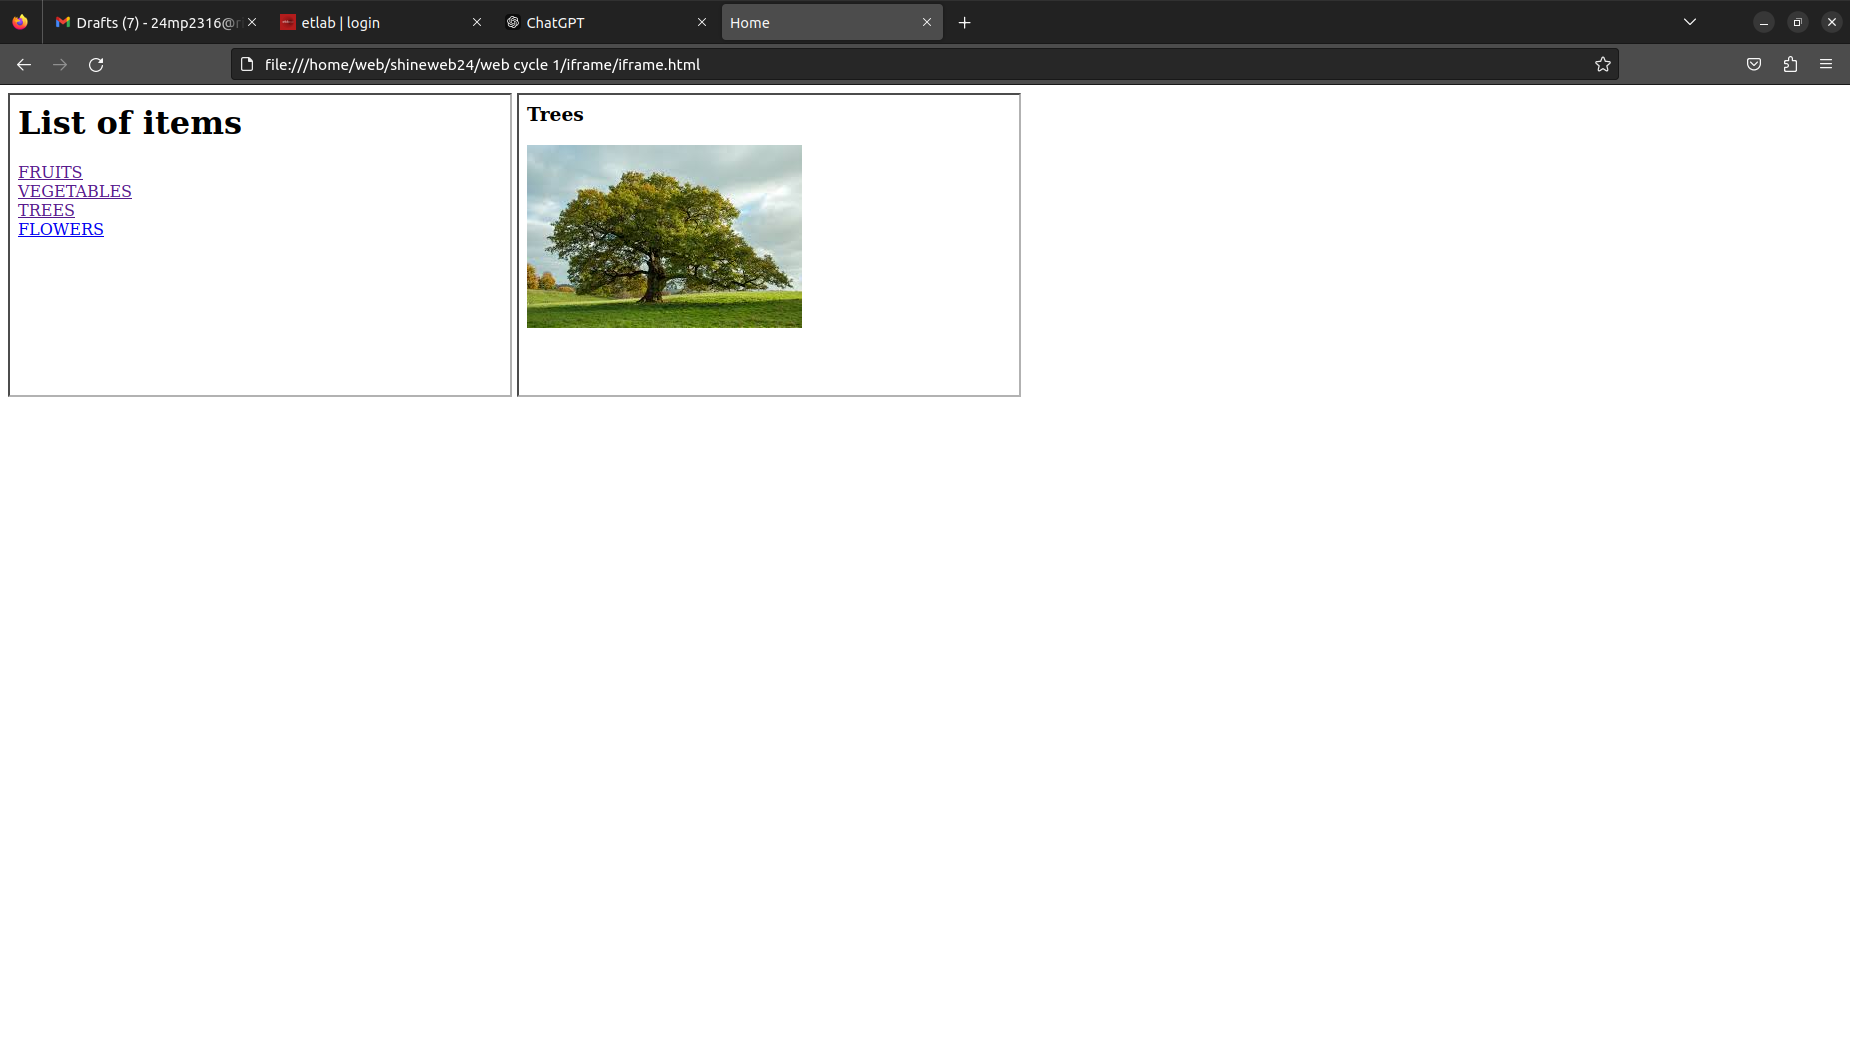 Drafts (7) - 24mp2316@r
etlab | login
ChatGPT
Home
file:///home/web/shineweb24/web cycle 1/iframe/iframe.html
List of items
FRUITS
VEGETABLES
TREES
FLOWERS
Trees